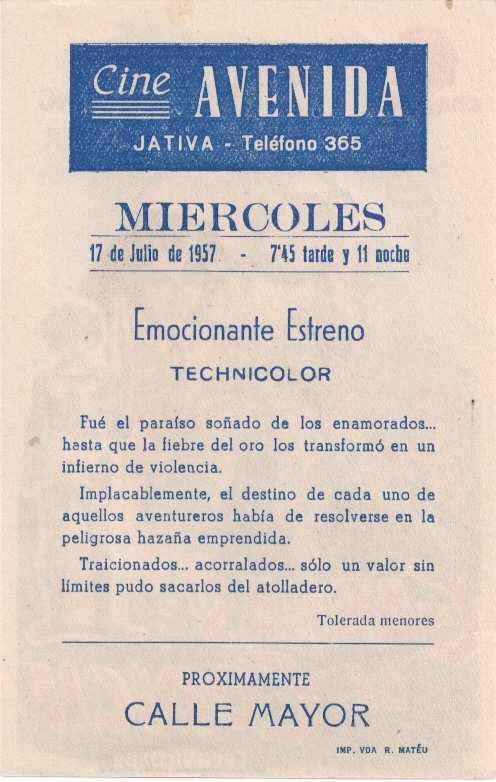 Cine AVENIDA
JATIVA - Teléfono 365
MIERCOLES
17 de Julio de 1957 - 7'45 tarde y 11 noche
Emocionante Estreno
TECHNICOLOR
Fué el paraíso soñado de los enamorados...
hasta que la fiebre del oro los transformó en un
infierno de violencia.
Implacablemente, el destino de cada uno de
aquellos aventureros había de resolverse en la
peligrosa hazaña emprendida.
Traicionados... acorralados... sólo un valor sin
límites pudo sacarlos del atolladero.
Tolerada menores
PROXIMAMENTE
CALLE MAYOR
IMP. VDA R. MATÉU